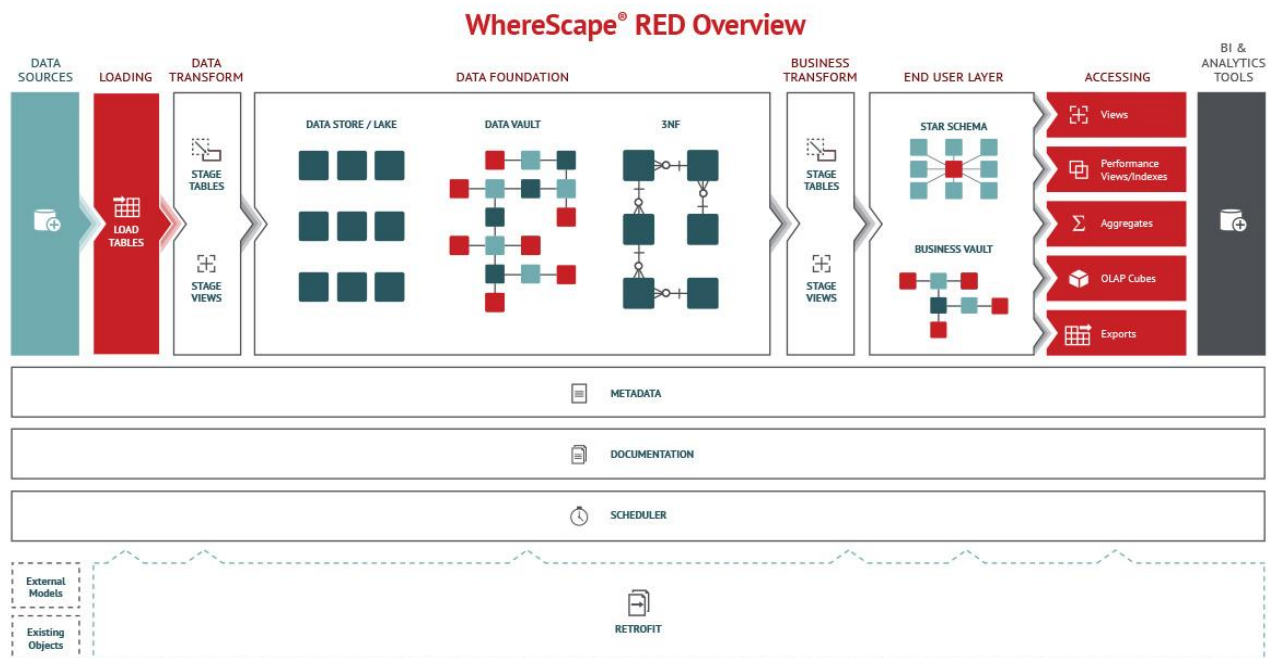 WhereScape® RED Overview
DATA
SOURCES
LOADING
DATA
TRANSFORM
DATA FOUNDATION
BUSINESS
TRANSFORM
END USER LAYER
ACCESSING
BI &
ANALYTICS
TOOLS
LOAD
TABLES
STAGE
TABLES
STAGE
VIEWS
DATA STORE / LAKE
DATA VAULT
3NF
STAGE
TABLES
STAGE
VIEWS
STAR SCHEMA
BUSINESS VAULT
Views
Performance
Views/Indexes
Aggregates
OLAP Cubes
Exports
METADATA
DOCUMENTATION
SCHEDULER
External
Models
Existing
Objects
RETROFIT